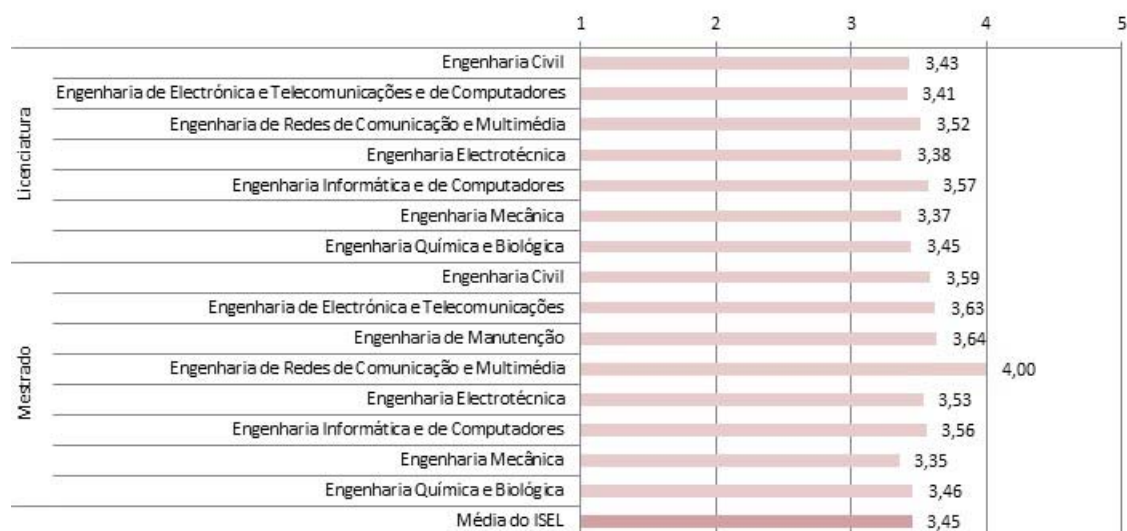 1 2 3 4 5
Licenciatura
Engenharia Civil 3,43
Engenharia de Electrónica e Telecomunicações e de Computadores 3,41
Engenharia de Redes de Comunicação e Multimédia 3,52
Engenharia Electrotécnica 3,38
Engenharia Informática e de Computadores 3,57
Engenharia Mecânica 3,37
Engenharia Química e Biológica 3,45
Mestrado
Engenharia Civil 3,59
Engenharia de Electrónica e Telecomunicações 3,63
Engenharia de Manutenção 3,64
Engenharia de Redes de Comunicação e Multimédia 4,00
Engenharia Electrotécnica 3,53
Engenharia Informática e de Computadores 3,56
Engenharia Mecânica 3,35
Engenharia Química e Biológica 3,46
Média do ISEL 3,45